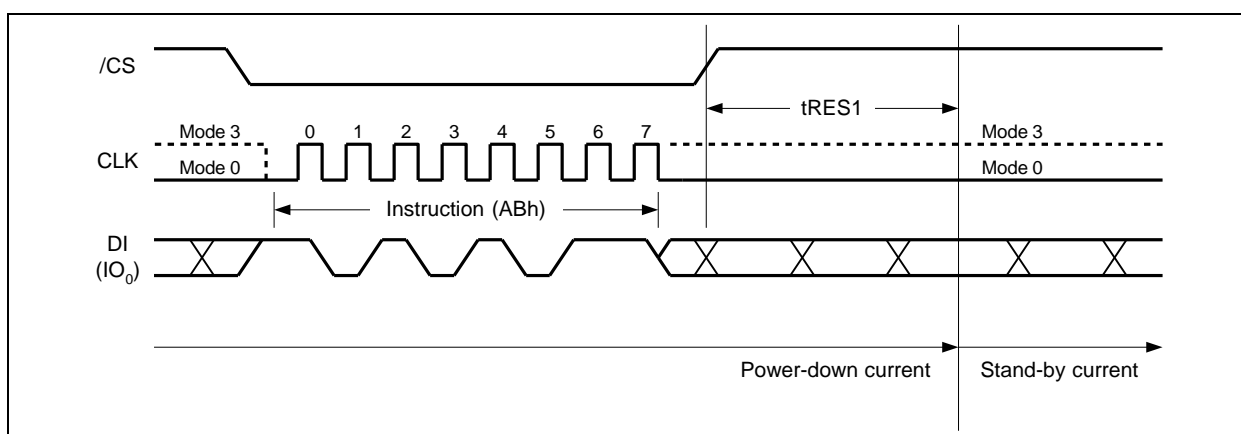 /CS
tRES1
Mode 3 0 1 2 3 4 5 6 7 Mode 3
CLK
Mode 0 Mode 0
Instruction (ABh)
DI
(IO₀)
Power-down current Stand-by current